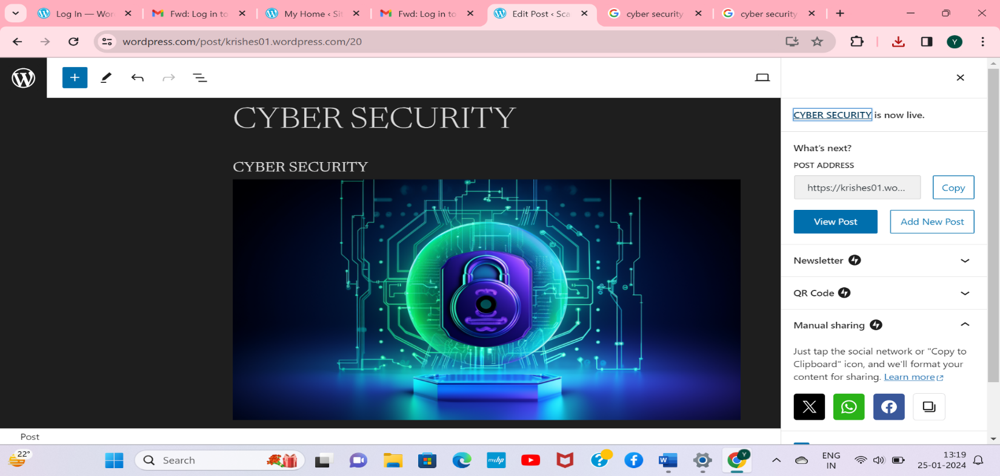 Log In — Wor
Fwd: Log in to
My Home ‹ Sit
Fwd: Log in to
Edit Post ‹ Sca
cyber security
cyber security
wordpress.com/post/krishes01.wordpress.com/20
Y
CYBER SECURITY
CYBER SECURITY
CYBER SECURITY is now live.
What's next?
POST ADDRESS
https://krishes01.wo...
Copy
View Post
Add New Post
Newsletter
QR Code
Manual sharing
Just tap the social network or "Copy to
Clipboard" icon, and we'll format your
content for sharing. Learn more
Post
22°
Search
myhp
Y
ENG
IN
13:19
25-01-2024